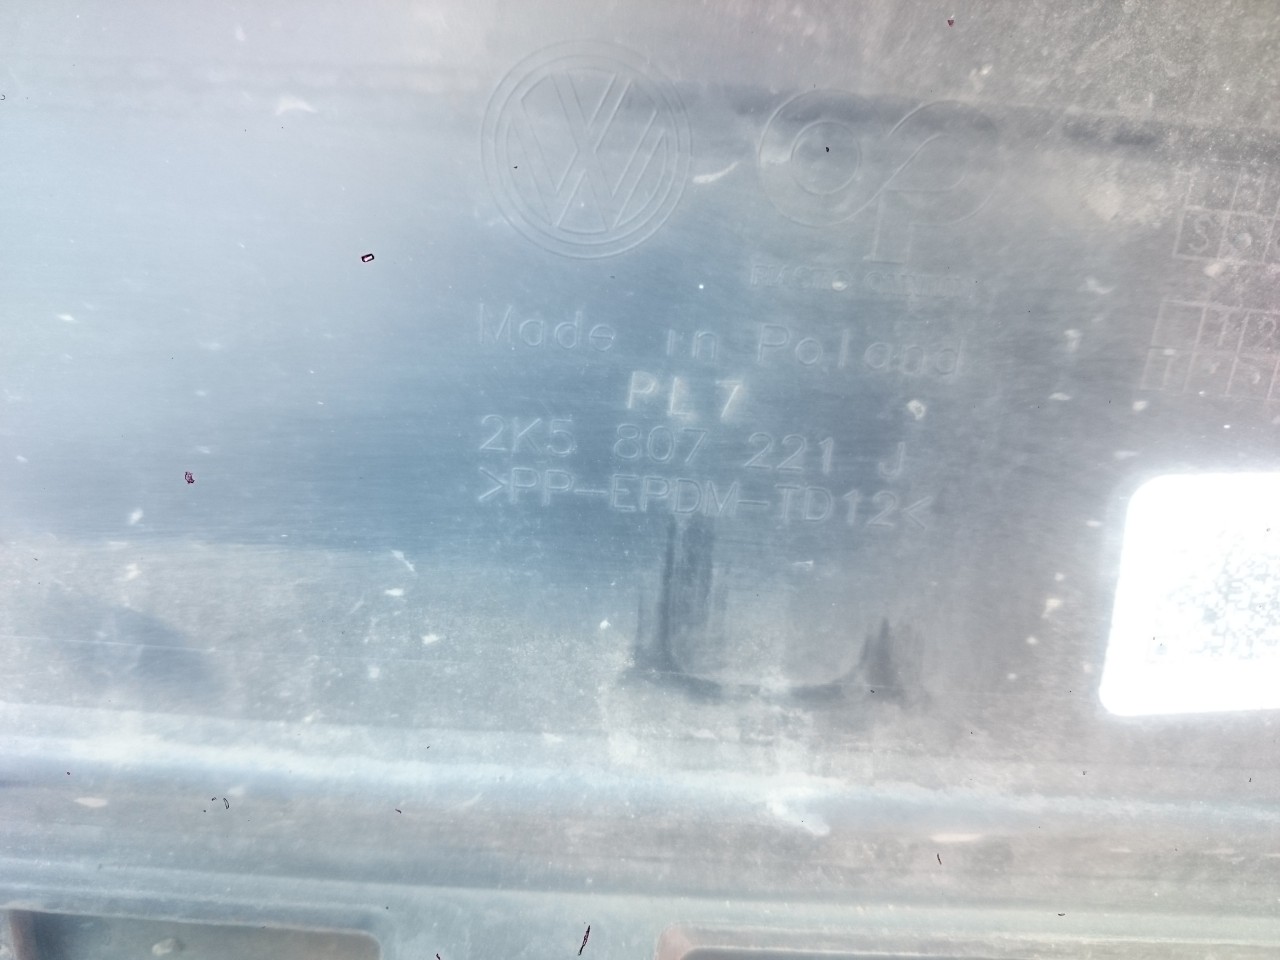 Made in Poland
PL7
2K5 807 221 J
>PP-EPDM-TD12<